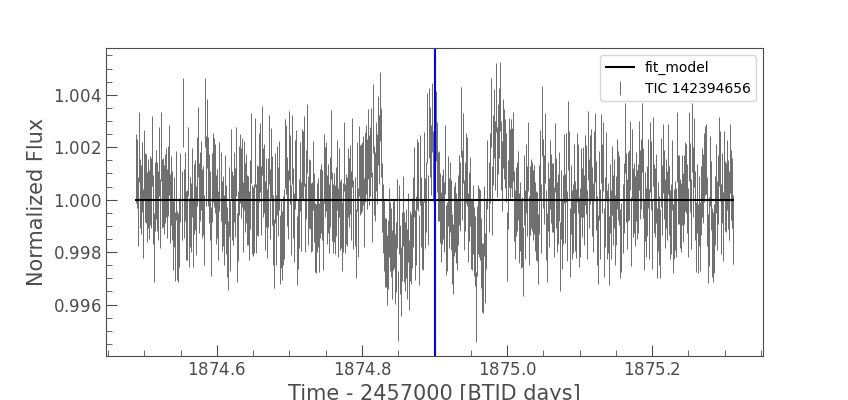 fit_model
TIC 142394656
Normalized Flux
1.004
1.002
1.000
0.998
0.996
1874.6 1874.8 1875.0 1875.2
Time - 2457000 [BTJD days]